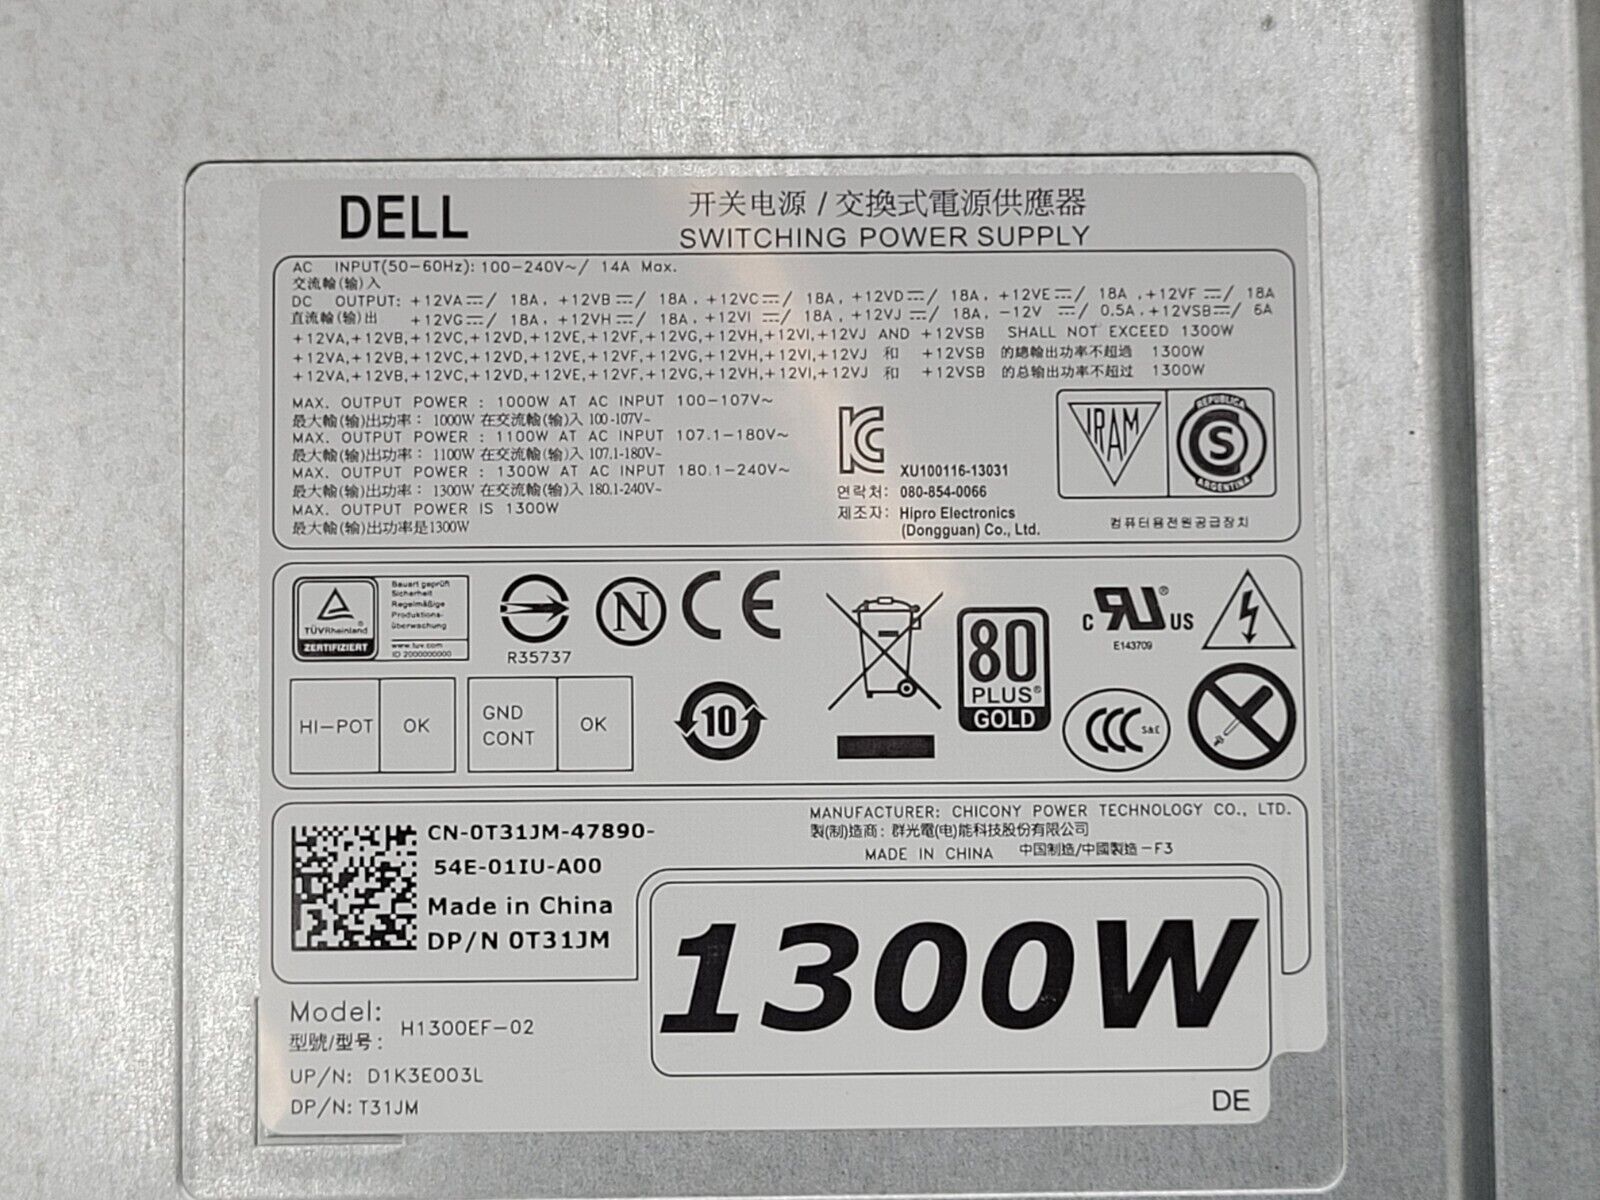 DELL
开关电源 / 交換式電源供應器
SWITCHING POWER SUPPLY
AC INPUT(50-60Hz): 100-240V~/ 14A Max.
交流輸(输)入
DC OUTPUT: +12VA⎓/ 18A, +12VB⎓/ 18A, +12VC⎓/ 18A, +12VD⎓/ 18A, +12VE⎓/ 18A, +12VF⎓/ 18A
直流輸(输)出 +12VG⎓/ 18A, +12VH⎓/ 18A, +12VI⎓/ 18A, +12VJ⎓/ 18A, -12V⎓/ 0.5A, +12VSB⎓/ 6A
+12VA,+12VB,+12VC,+12VD,+12VE,+12VF,+12VG,+12VH,+12VI,+12VJ AND +12VSB SHALL NOT EXCEED 1300W
+12VA,+12VB,+12VC,+12VD,+12VE,+12VF,+12VG,+12VH,+12VI,+12VJ 和 +12VSB 的總輸出功率不超過 1300W
+12VA,+12VB,+12VC,+12VD,+12VE,+12VF,+12VG,+12VH,+12VI,+12VJ 和 +12VSB 的总输出功率不超过 1300W
MAX. OUTPUT POWER : 1000W AT AC INPUT 100-107V~
最大輸(输)出功率： 1000W 在交流輸(输)入 100-107V~
MAX. OUTPUT POWER : 1100W AT AC INPUT 107.1-180V~
最大輸(输)出功率： 1100W 在交流輸(输)入 107.1-180V~
MAX. OUTPUT POWER : 1300W AT AC INPUT 180.1-240V~
最大輸(输)出功率： 1300W 在交流輸(输)入 180.1-240V~
MAX. OUTPUT POWER IS 1300W
最大輸(输)出功率是1300W
XU100116-13031
연락처: 080-854-0066
제조자: Hipro Electronics
(Dongguan) Co., Ltd.
IRAM
REPUBLICA
S
ARGENTINA
컴퓨터용전원공급장치
TÜVRheinland
ZERTIFIZIERT
Bauart geprüft
Sicherheit
Regelmäßige
Produktions-
überwachung
www.tuv.com
ID 2000000000
R35737
N
CE
80
PLUS®
GOLD
c RU® US
E143709
HI-POT OK
GND CONT OK
10
CCC S&E
CN-0T31JM-47890-
54E-01IU-A00
Made in China
DP/N 0T31JM
MANUFACTURER: CHICONY POWER TECHNOLOGY CO., LTD.
製(制)造商: 群光電(电)能科技股份有限公司
MADE IN CHINA 中国制造/中國製造-F3
1300W
Model:
型號/型号: H1300EF-02
UP/N: D1K3E003L
DP/N: T31JM
DE